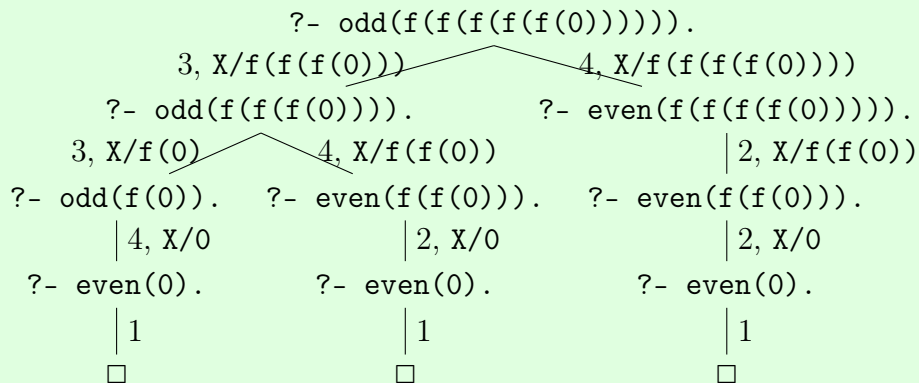 ?- odd(f(f(f(f(f(0)))))).
3, X/f(f(f(0))) 4, X/f(f(f(f(0))))
?- odd(f(f(f(0)))). ?- even(f(f(f(f(0))))).
3, X/f(0) 4, X/f(f(0)) 2, X/f(f(0))
?- odd(f(0)). ?- even(f(f(0))). ?- even(f(f(0))).
4, X/0 2, X/0 2, X/0
?- even(0). ?- even(0). ?- even(0).
1 1 1
□ □ □